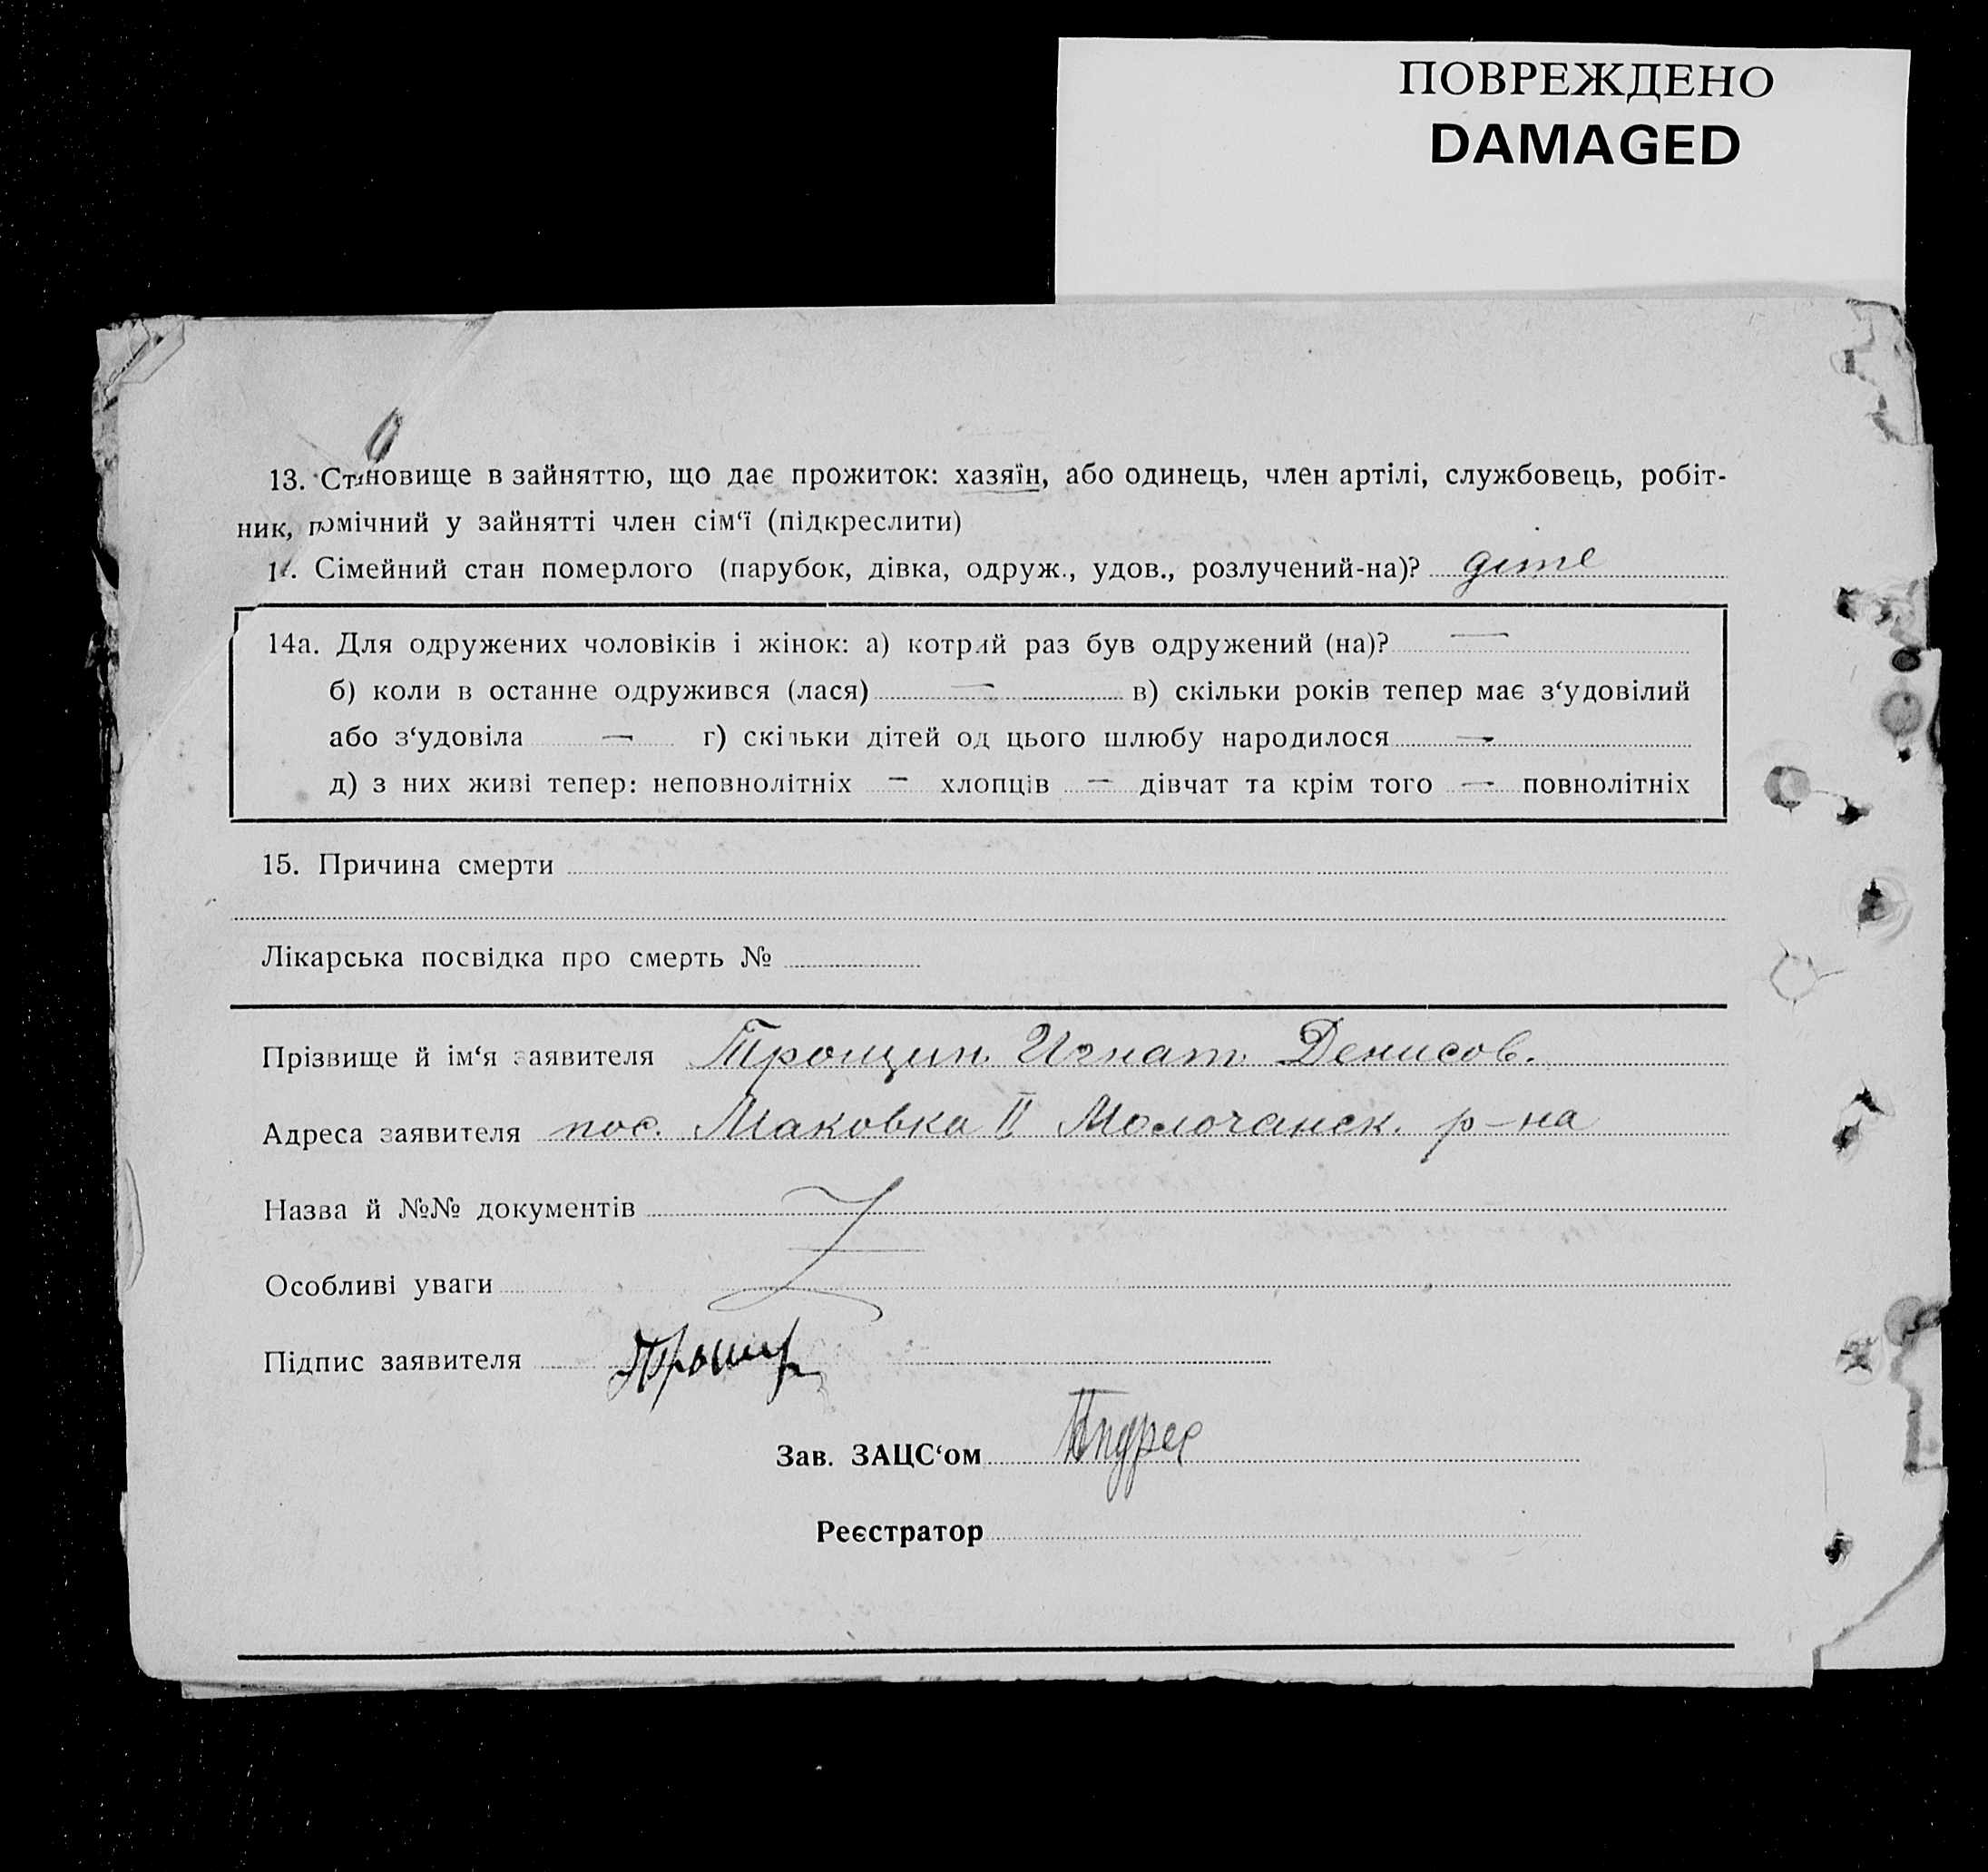 ПОВРЕЖДЕНО
DAMAGED
13. Становище в зайняттю, що дає прожиток: хазяїн, або одинець, член артілі, службовець, робіт-
ник, помічний у зайнятті член сім‘ї (підкреслити)
14. Сімейний стан померлого (парубок, дівка, одруж., удов., розлучений-на)? дите
14а. Для одружених чоловіків і жінок: а) котрий раз був одружений (на)? —
б) коли в останне одружився (лася) — в) скільки років тепер має з‘удовілий
або з‘удовіла — г) скільки дітей од цього шлюбу народилося —
д) з них живі тепер: неповнолітніх — хлопців — дівчат та крім того — повнолітніх
15. Причина смерти
Лікарська посвідка про смерть №
Прізвище й ім‘я заявителя Трощин Игнат Денисов.
Адреса заявителя пос. Маковка II Молочанск. р-на
Назва й №№ документів
Особливі уваги
Підпис заявителя
Зав. ЗАЦС‘ом
Реєстратор